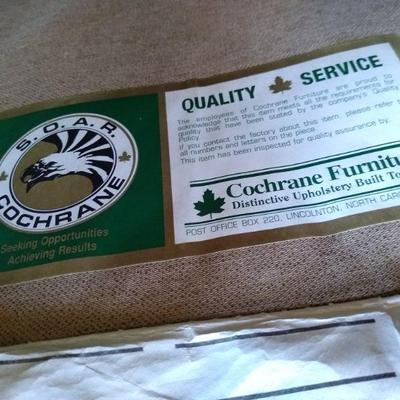 S.O.A.R.
COCHRANE
Seeking Opportunities
Achieving Results
QUALITY SERVICE
The employees of Cochrane Furniture are proud to
acknowledge that this item meets all the requirements for
quality that have been stated by the company's Quality
If you contact the factory about this item, please refer
all numbers and letters on the piece.
This item has been inspected for quality assurance by:
Cochrane Furnitu
Distinctive Upholstery Built To
POST OFFICE BOX 220, LINCOLNTON, NORTH CAR